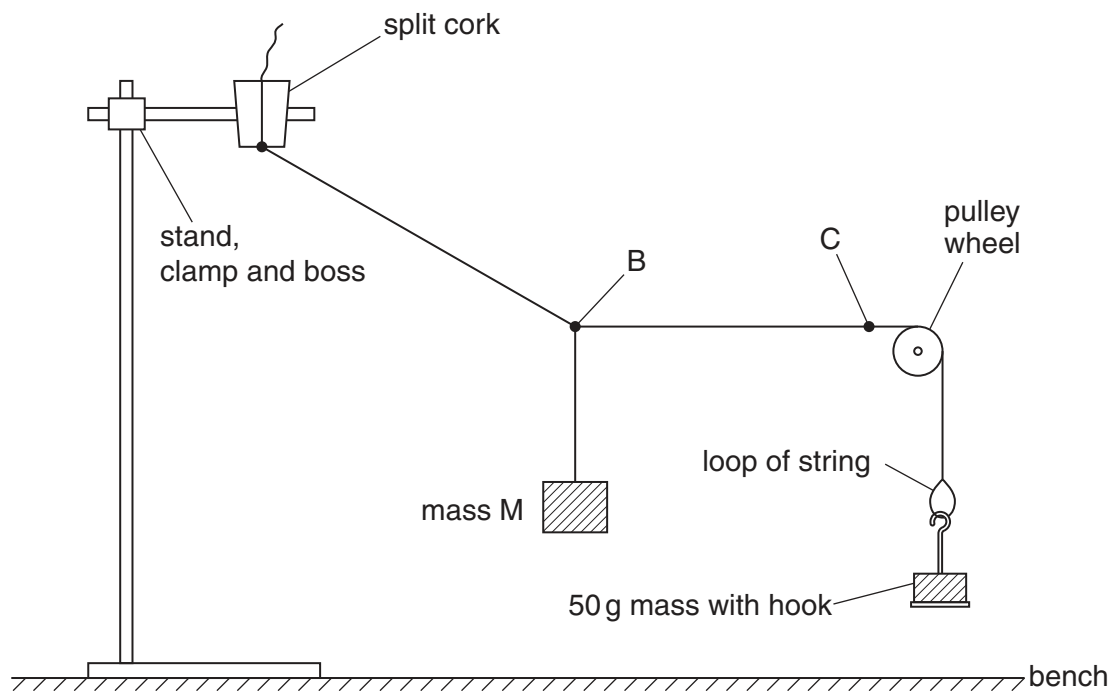 split cork
stand,
clamp and boss
B
C
pulley
wheel
loop of string
mass M
50 g mass with hook
bench